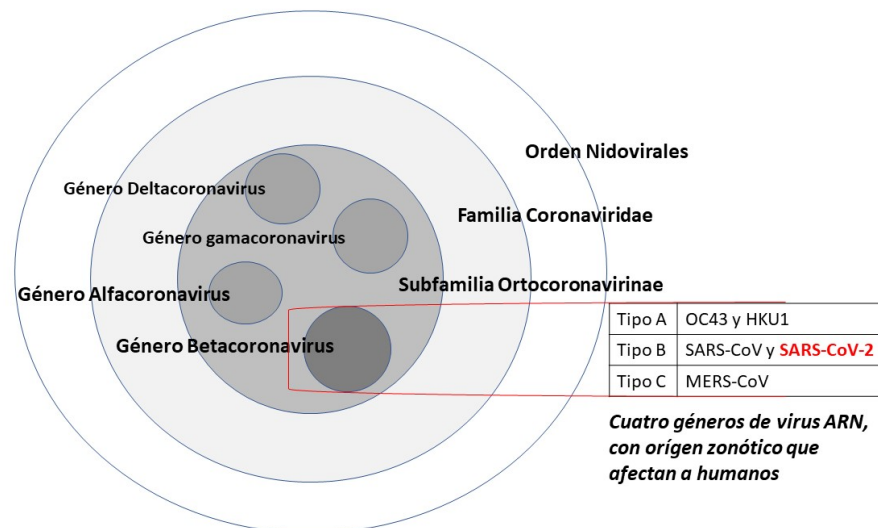 Orden Nidovirales
Género Deltacoronavirus
Familia Coronaviridae
Género gamacoronavirus
Subfamilia Ortocoronavirinae
Género Alfacoronavirus
Género Betacoronavirus
Tipo A OC43 y HKU1
Tipo B SARS-CoV y SARS-CoV-2
Tipo C MERS-CoV
Cuatro géneros de virus ARN,
con orígen zonótico que
afectan a humanos